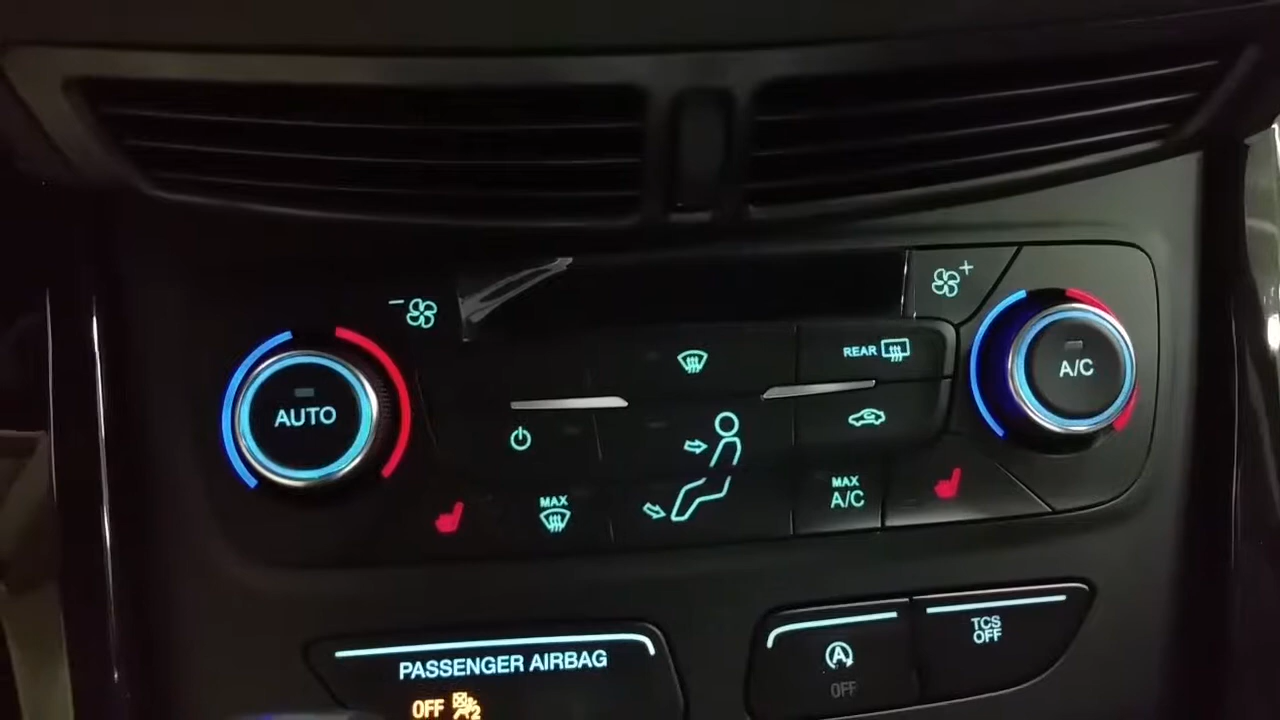 REAR
AUTO
A/C
MAX
MAX
A/C
PASSENGER AIRBAG
OFF
A
OFF
TCS
OFF